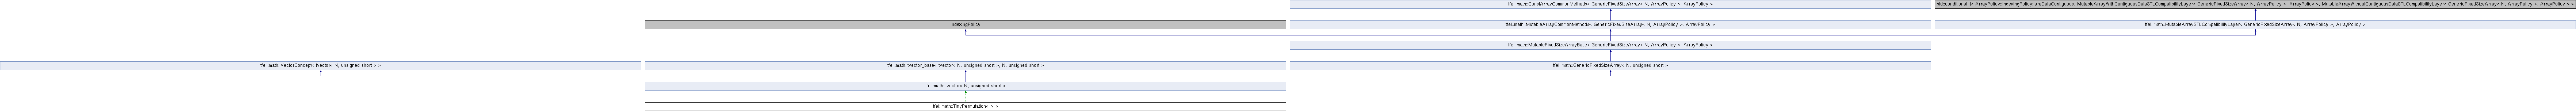 tfel::math::ConstArrayCommonMethods< GenericFixedSizeArray< N, ArrayPolicy >, ArrayPolicy >
std::conditional_t< ArrayPolicy::IndexingPolicy::areDataContiguous, MutableArrayWithContiguousDataSTLCompatibilityLayer< GenericFixedSizeArray< N, ArrayPolicy >, ArrayPolicy >, MutableArrayWithoutContiguousDataSTLCompatibilityLayer< GenericFixedSizeArray< N, ArrayPolicy >, ArrayPolicy > >
IndexingPolicy
tfel::math::MutableArrayCommonMethods< GenericFixedSizeArray< N, ArrayPolicy >, ArrayPolicy >
tfel::math::MutableArraySTLCompatibilityLayer< GenericFixedSizeArray< N, ArrayPolicy >, ArrayPolicy >
tfel::math::MutableFixedSizeArrayBase< GenericFixedSizeArray< N, ArrayPolicy >, ArrayPolicy >
tfel::math::VectorConcept< tvector< N, unsigned short > >
tfel::math::tvector_base< tvector< N, unsigned short >, N, unsigned short >
tfel::math::GenericFixedSizeArray< N, unsigned short >
tfel::math::tvector< N, unsigned short >
tfel::math::TinyPermutation< N >